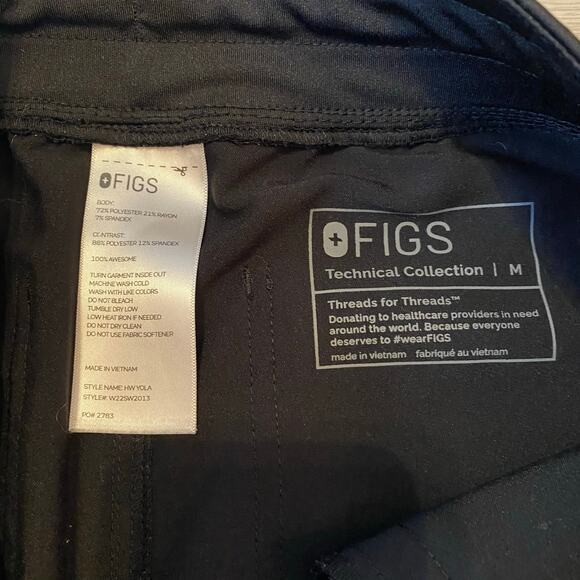 FIGS
BODY:
72% POLYESTER 21% RAYON
7% SPANDEX
CONTRAST:
88% POLYESTER 12% SPANDEX
100% AWESOME
TURN GARMENT INSIDE OUT
MACHINE WASH COLD
WASH WITH LIKE COLORS
DO NOT BLEACH
TUMBLE DRY LOW
LOW HEAT IRON IF NEEDED
DO NOT DRY CLEAN
DO NOT USE FABRIC SOFTENER
MADE IN VIETNAM
STYLE NAME: HW YOLA
STYLE#: W22SW2013
PO# 2783
FIGS
Technical Collection | M
Threads for Threads™
Donating to healthcare providers in need
around the world. Because everyone
deserves to #wearFIGS
made in vietnam fabriqué au vietnam